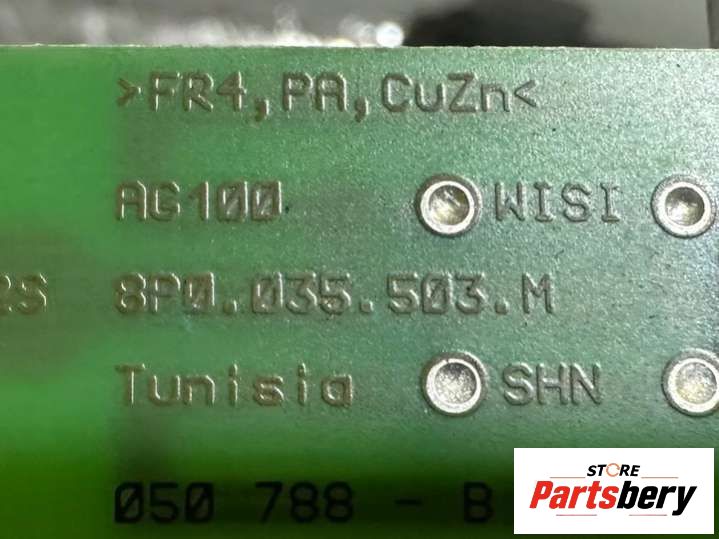 >FR4,PA,CuZn<
AG100 WISI
8P0.035.503.M
Tunisia SHN
050 788 - B
STORE
Partsbery